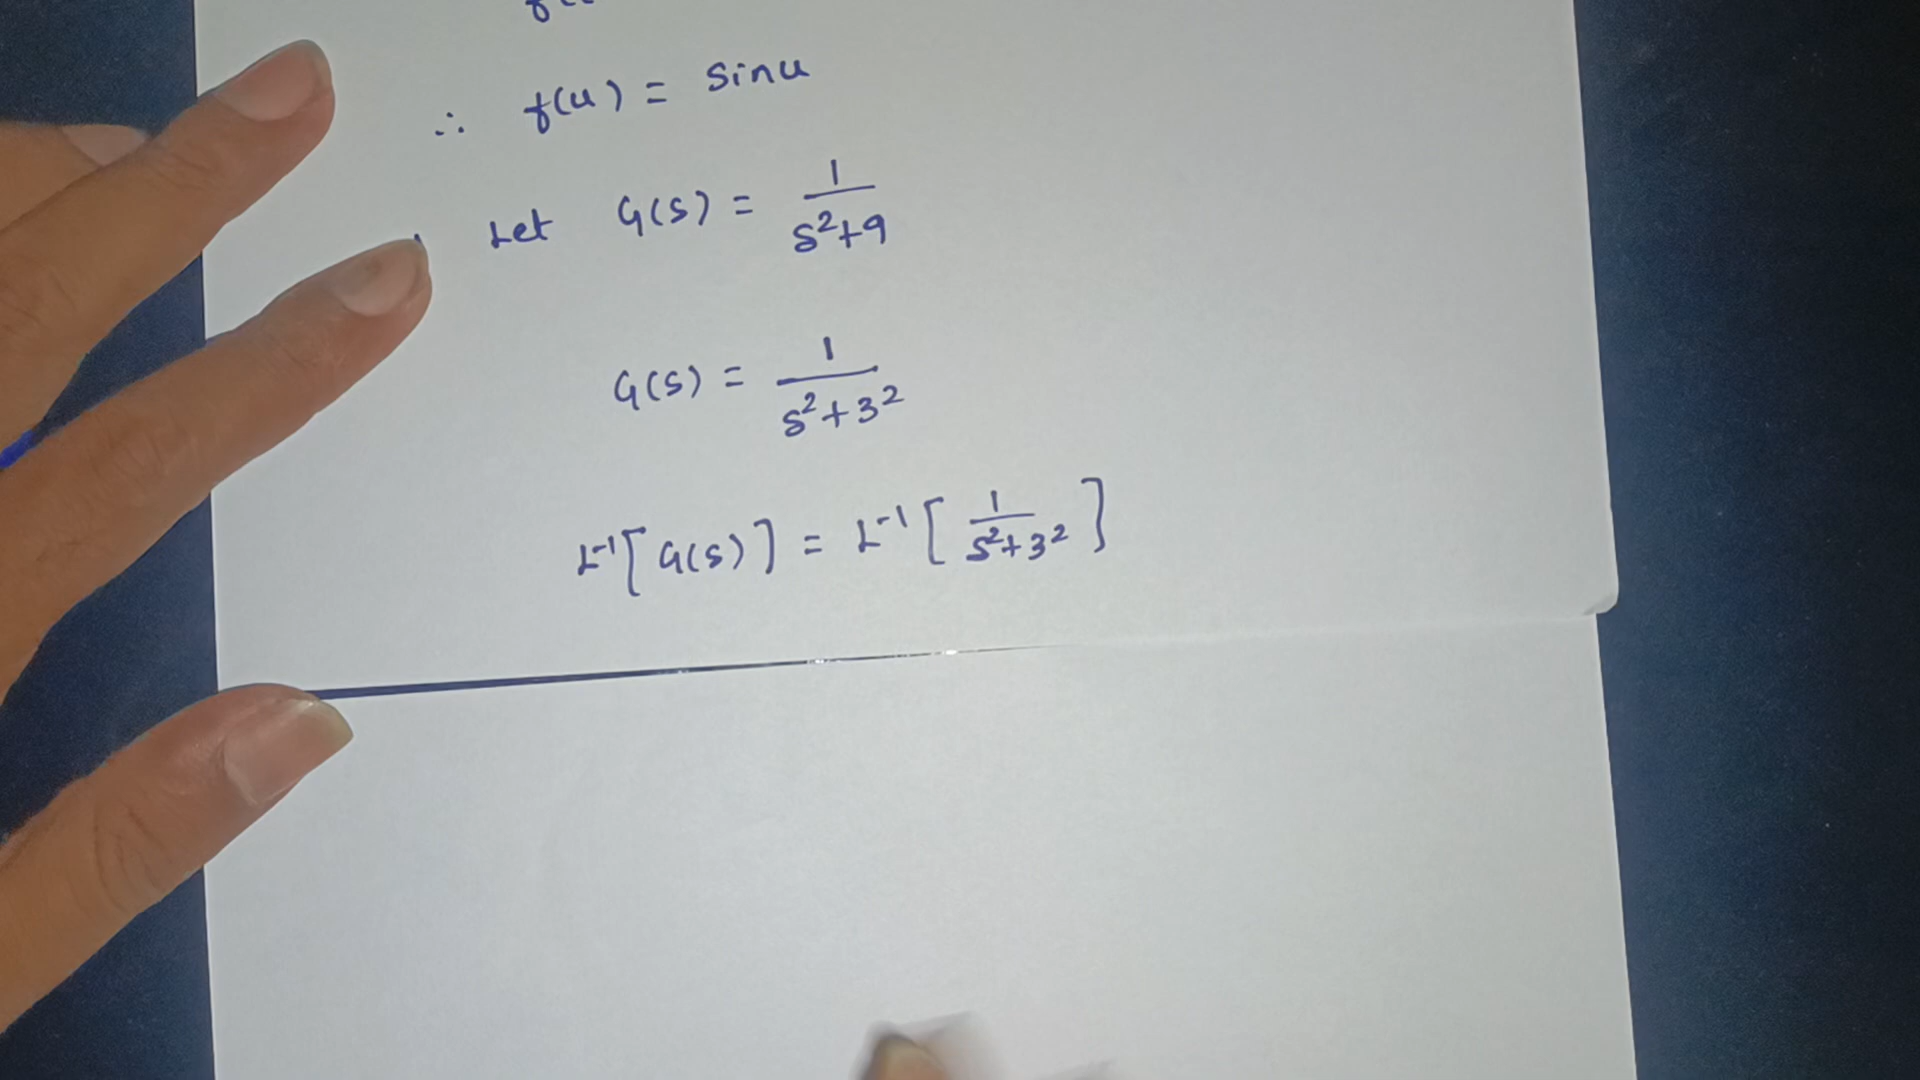 ∴ f(u) = Sinu
Let G(S) = 1/(S²+9)
G(S) = 1/(S²+3²)
L⁻¹[G(S)] = L⁻¹[1/(S²+3²)]